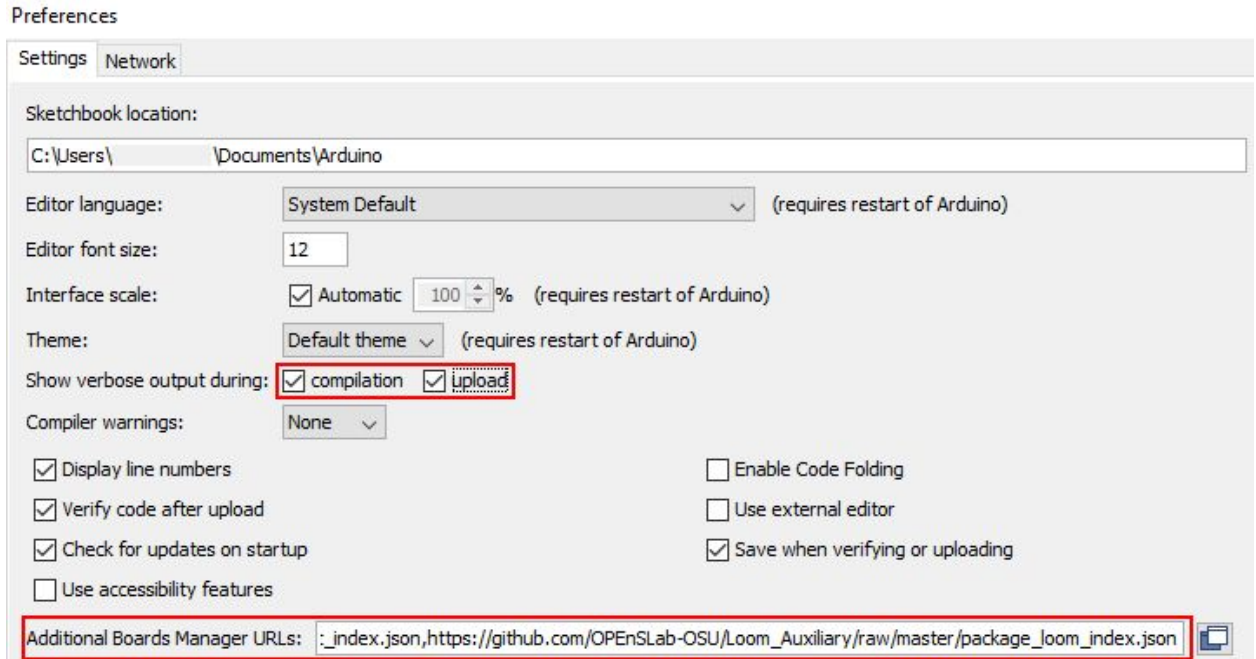 Preferences
Settings Network
Sketchbook location:
C:\Users\ \Documents\Arduino
Editor language: System Default (requires restart of Arduino)
Editor font size: 12
Interface scale: Automatic 100 % (requires restart of Arduino)
Theme: Default theme (requires restart of Arduino)
Show verbose output during: compilation upload
Compiler warnings: None
Display line numbers Enable Code Folding
Verify code after upload Use external editor
Check for updates on startup Save when verifying or uploading
Use accessibility features
Additional Boards Manager URLs: :_index.json,https://github.com/OPEnSLab-OSU/Loom_Auxiliary/raw/master/package_loom_index.json